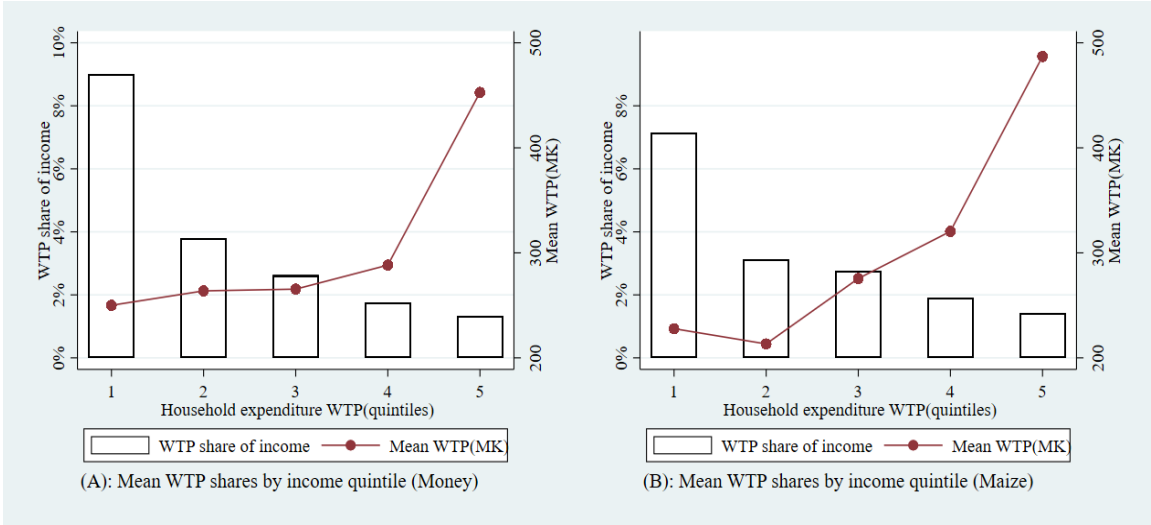 10%
8%
6%
4%
2%
0%
WTP share of income
500
400
300
200
Mean WTP(MK)
1 2 3 4 5
Household expenditure WTP(quintiles)
WTP share of income Mean WTP(MK)
(A): Mean WTP shares by income quintile (Money)
10%
8%
6%
4%
2%
0%
WTP share of income
500
400
300
200
Mean WTP(MK)
1 2 3 4 5
Household expenditure WTP(quintiles)
WTP share of income Mean WTP(MK)
(B): Mean WTP shares by income quintile (Maize)